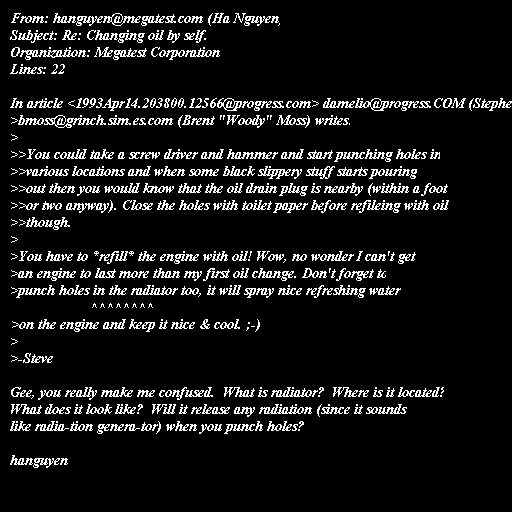 From: hanguyen@megatest.com (Ha Nguyen)
Subject: Re: Changing oil by self.
Organization: Megatest Corporation
Lines: 22

In article <1993Apr14.203800.12566@progress.com> damelio@progress.COM (Stephe
>bmoss@grinch.sim.es.com (Brent "Woody" Moss) writes:
>
>>You could take a screw driver and hammer and start punching holes in
>>various locations and when some black slippery stuff starts pouring
>>out then you would know that the oil drain plug is nearby (within a foot
>>or two anyway). Close the holes with toilet paper before refileing with oil
>>though.
>
>You have to *refill* the engine with oil! Wow, no wonder I can't get
>an engine to last more than my first oil change. Don't forget to
>punch holes in the radiator too, it will spray nice refreshing water
^^^^^^^^
>on the engine and keep it nice & cool. ;-)
>
>-Steve

Gee, you really make me confused.  What is radiator?  Where is it located?
What does it look like?  Will it release any radiation (since it sounds
like radia-tion genera-tor) when you punch holes?

hanguyen